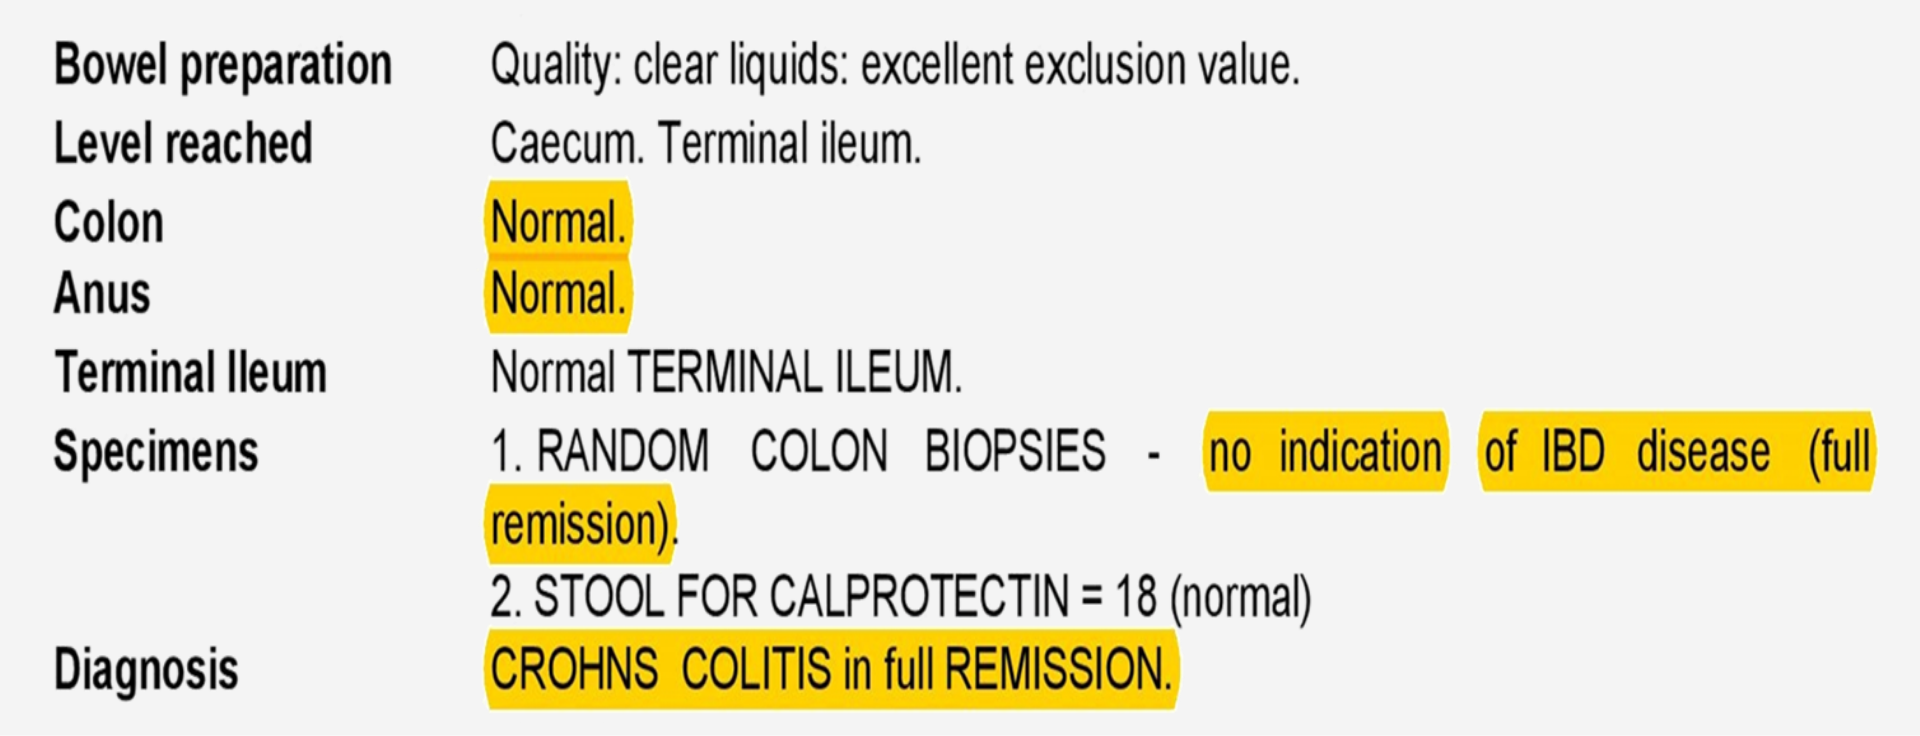 Bowel preparation Quality: clear liquids: excellent exclusion value.
Level reached Caecum. Terminal ileum.
Colon Normal.
Anus Normal.
Terminal Ileum Normal TERMINAL ILEUM.
Specimens 1. RANDOM COLON BIOPSIES - no indication of IBD disease (full
remission).
2. STOOL FOR CALPROTECTIN = 18 (normal)
Diagnosis CROHNS COLITIS in full REMISSION.